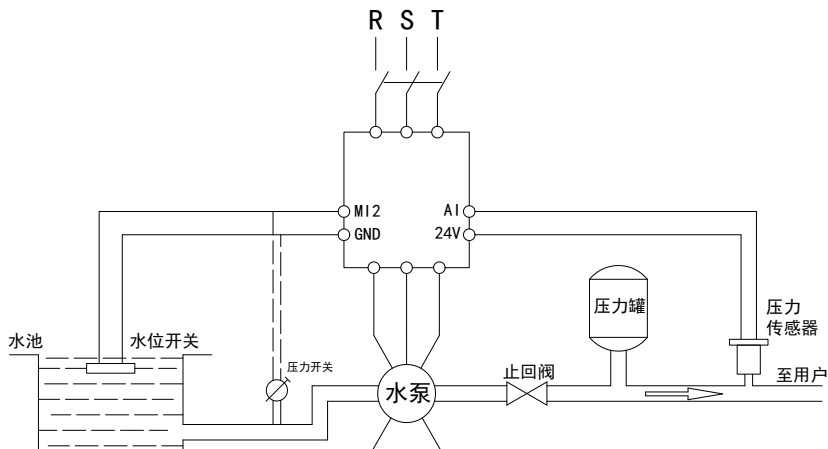 R S T
MI2
AI
GND
24V
压力罐
压力
传感器
水池
水位开关
压力开关
止回阀
至用户
水泵